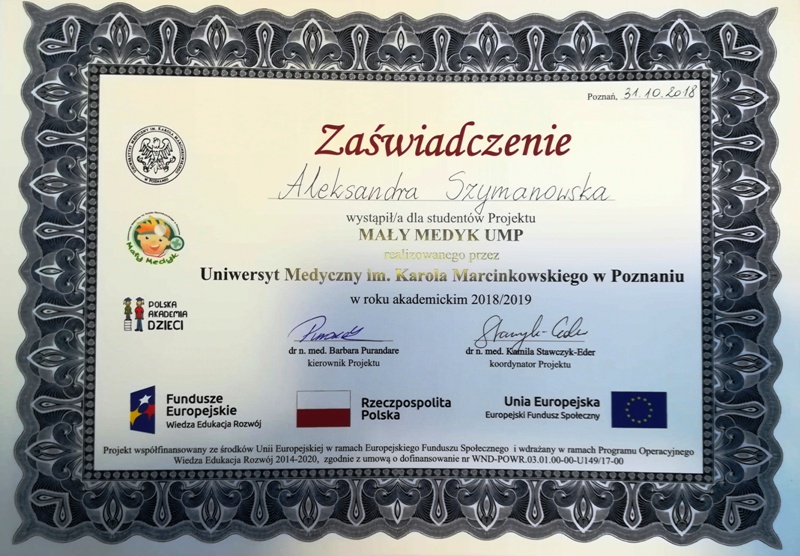 Poznań, 31.10.2018
Zaświadczenie
Aleksandra Szymanowska
wystąpił/a dla studentów Projektu
MAŁY MEDYK UMP
realizowanego przez
Uniwersyt Medyczny im. Karola Marcinkowskiego w Poznaniu
w roku akademickim 2018/2019
Mały Medyk
POLSKA
AKADEMIA
DZIECI
dr n. med. Barbara Purandare
kierownik Projektu
Stawczyk-Eder
dr n. med. Kamila Stawczyk-Eder
koordynator Projektu
Fundusze
Europejskie
Wiedza Edukacja Rozwój
Rzeczpospolita
Polska
Unia Europejska
Europejski Fundusz Społeczny
Projekt współfinansowany ze środków Unii Europejskiej w ramach Europejskiego Funduszu Społecznego i wdrażany w ramach Programu Operacyjnego
Wiedza Edukacja Rozwój 2014-2020, zgodnie z umową o dofinansowanie nr WND-POWR.03.01.00-00-U149/17-00